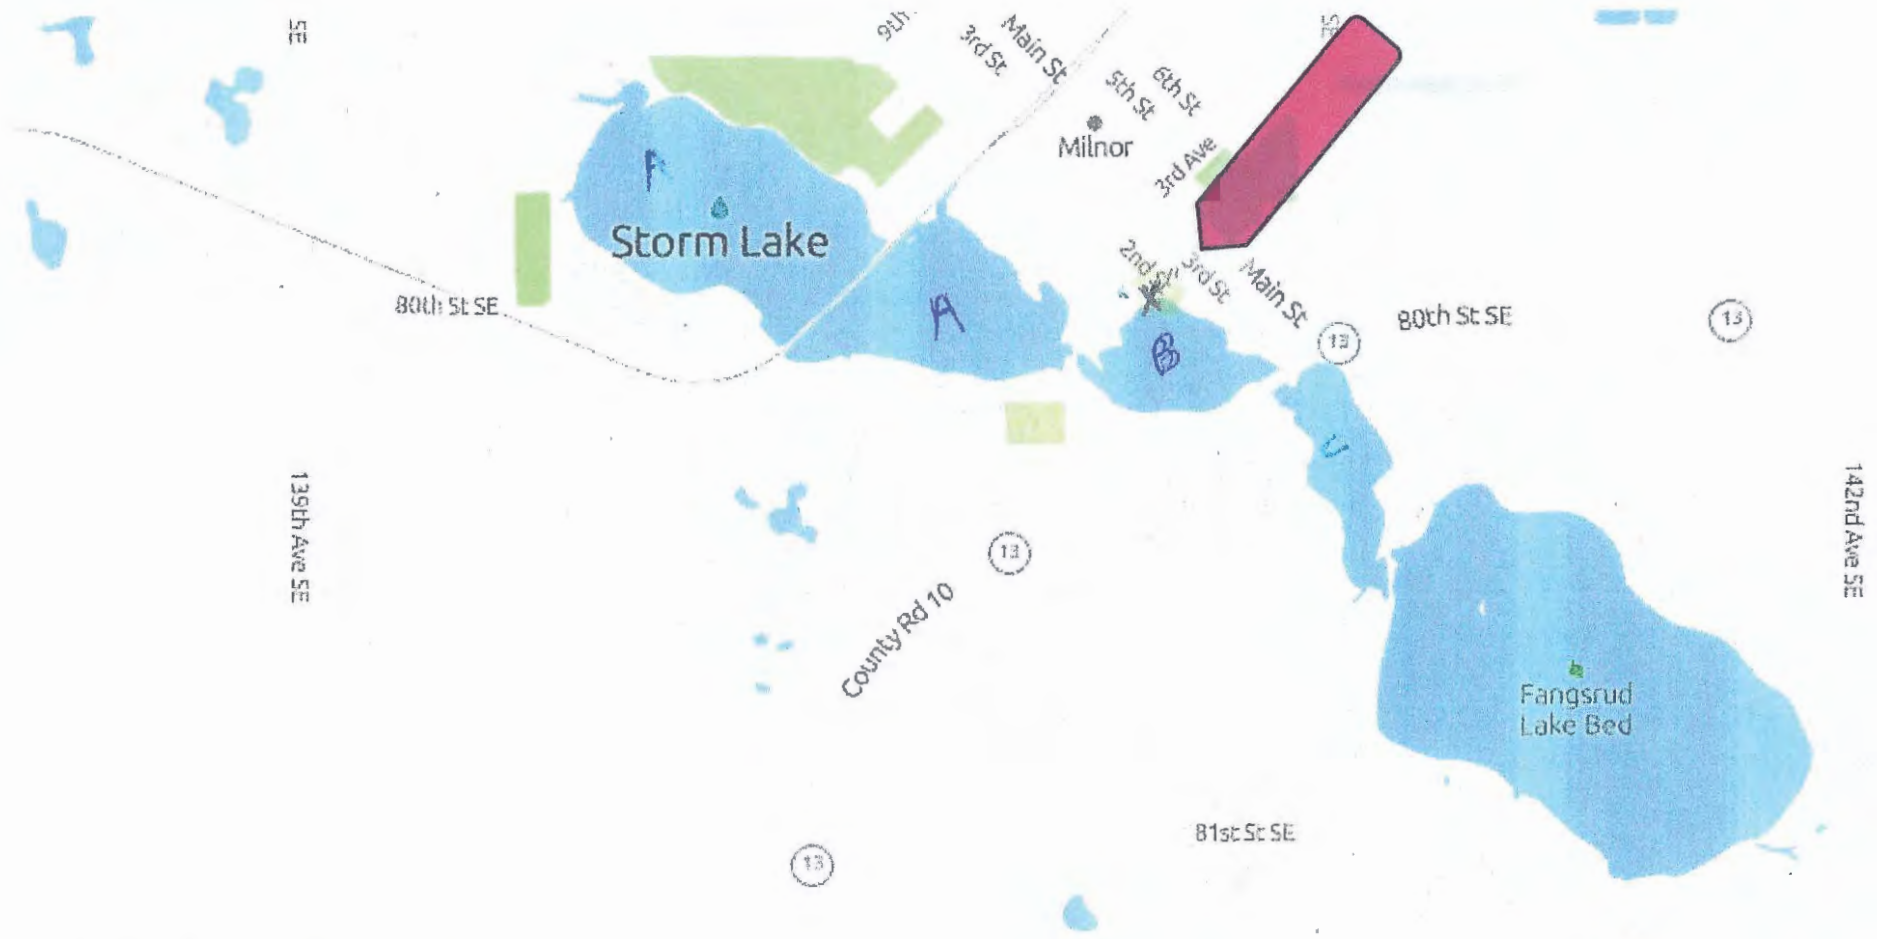 SE
9th
Main St
3rd St
SE
6th St
5th St
Milnor
3rd Ave
F
Storm Lake
2nd St
3rd St
Main St
80th St SE
A
X
B
13
80th St SE
13
C
139th Ave SE
142nd Ave SE
13
County Rd 10
Fangsrud
Lake Bed
81st St SE
13